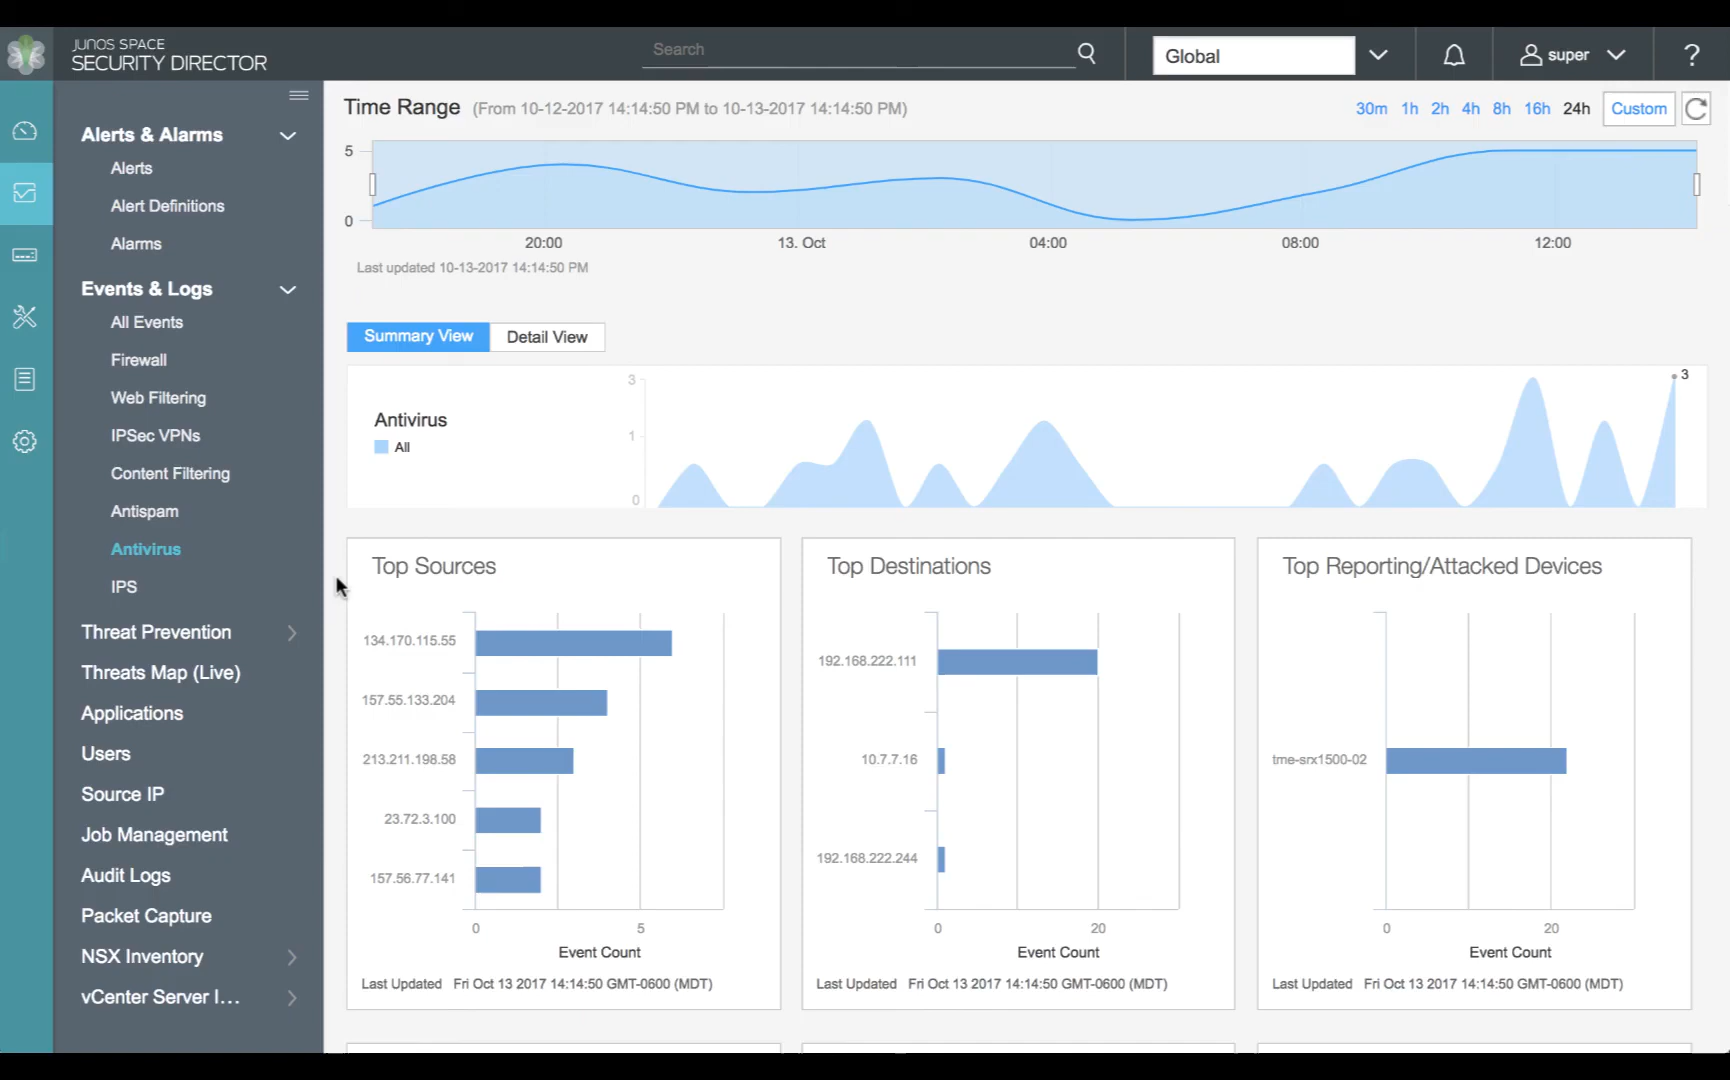 JUNOS SPACE
SECURITY DIRECTOR
Search
Global
super
?
Alerts & Alarms
Alerts
Alert Definitions
Alarms
Events & Logs
All Events
Firewall
Web Filtering
IPSec VPNs
Content Filtering
Antispam
Antivirus
IPS
Threat Prevention
Threats Map (Live)
Applications
Users
Source IP
Job Management
Audit Logs
Packet Capture
NSX Inventory
vCenter Server I...
Time Range (From 10-12-2017 14:14:50 PM to 10-13-2017 14:14:50 PM)
30m 1h 2h 4h 8h 16h 24h Custom
5
0
20:00 13. Oct 04:00 08:00 12:00
Last updated 10-13-2017 14:14:50 PM
Summary View Detail View
Antivirus
All
3
1
0
3
Top Sources
134.170.115.55
157.55.133.204
213.211.198.58
23.72.3.100
157.56.77.141
0 5
Event Count
Last Updated Fri Oct 13 2017 14:14:50 GMT-0600 (MDT)
Top Destinations
192.168.222.111
10.7.7.16
192.168.222.244
0 20
Event Count
Last Updated Fri Oct 13 2017 14:14:50 GMT-0600 (MDT)
Top Reporting/Attacked Devices
tme-srx1500-02
0 20
Event Count
Last Updated Fri Oct 13 2017 14:14:50 GMT-0600 (MDT)